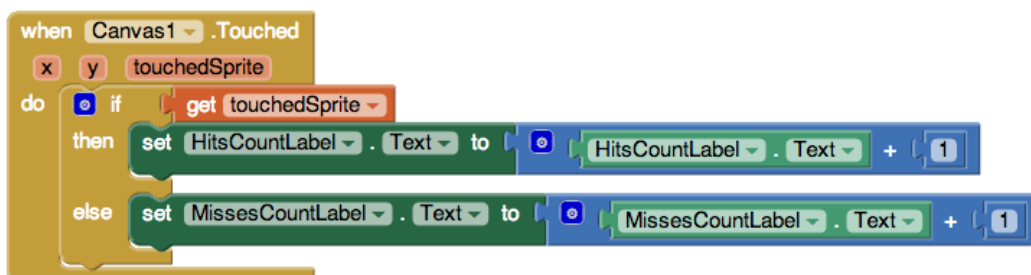 when Canvas1 .Touched
x y touchedSprite
do if get touchedSprite
then set HitsCountLabel . Text to HitsCountLabel . Text + 1
else set MissesCountLabel . Text to MissesCountLabel . Text + 1